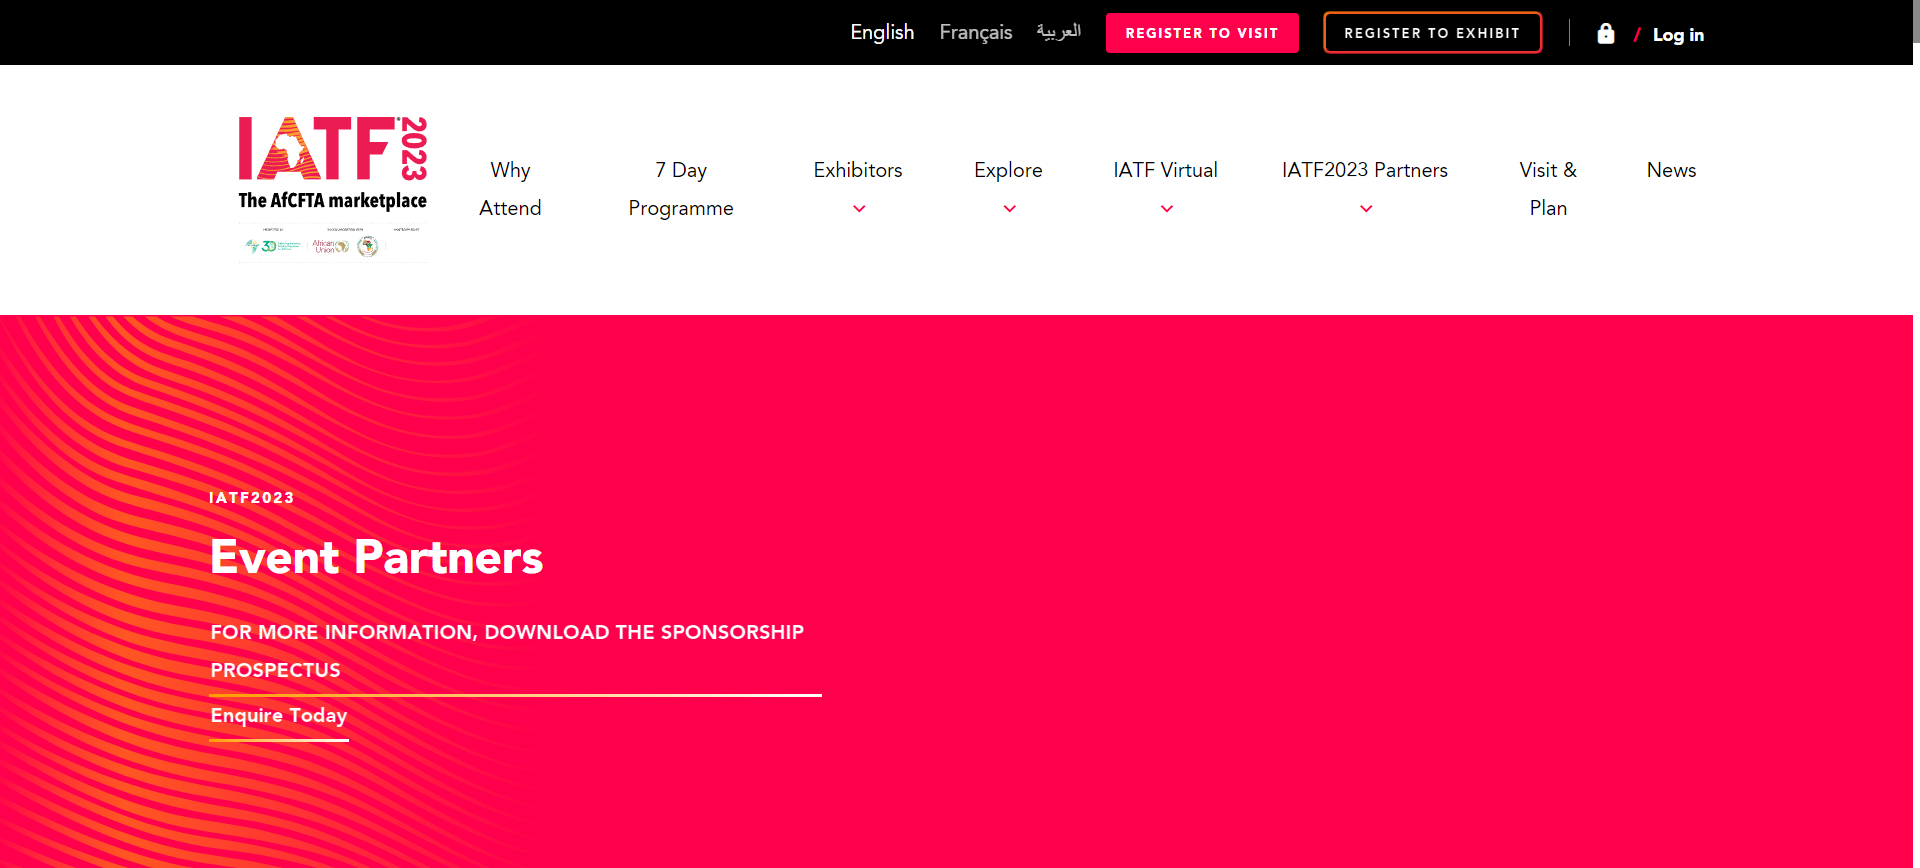 English Français العربية REGISTER TO VISIT REGISTER TO EXHIBIT / Log in
IATF 2023
The AfCFTA marketplace
30
African Union
Why Attend
7 Day Programme
Exhibitors
Explore
IATF Virtual
IATF2023 Partners
Visit & Plan
News
IATF2023
Event Partners
FOR MORE INFORMATION, DOWNLOAD THE SPONSORSHIP
PROSPECTUS
Enquire Today